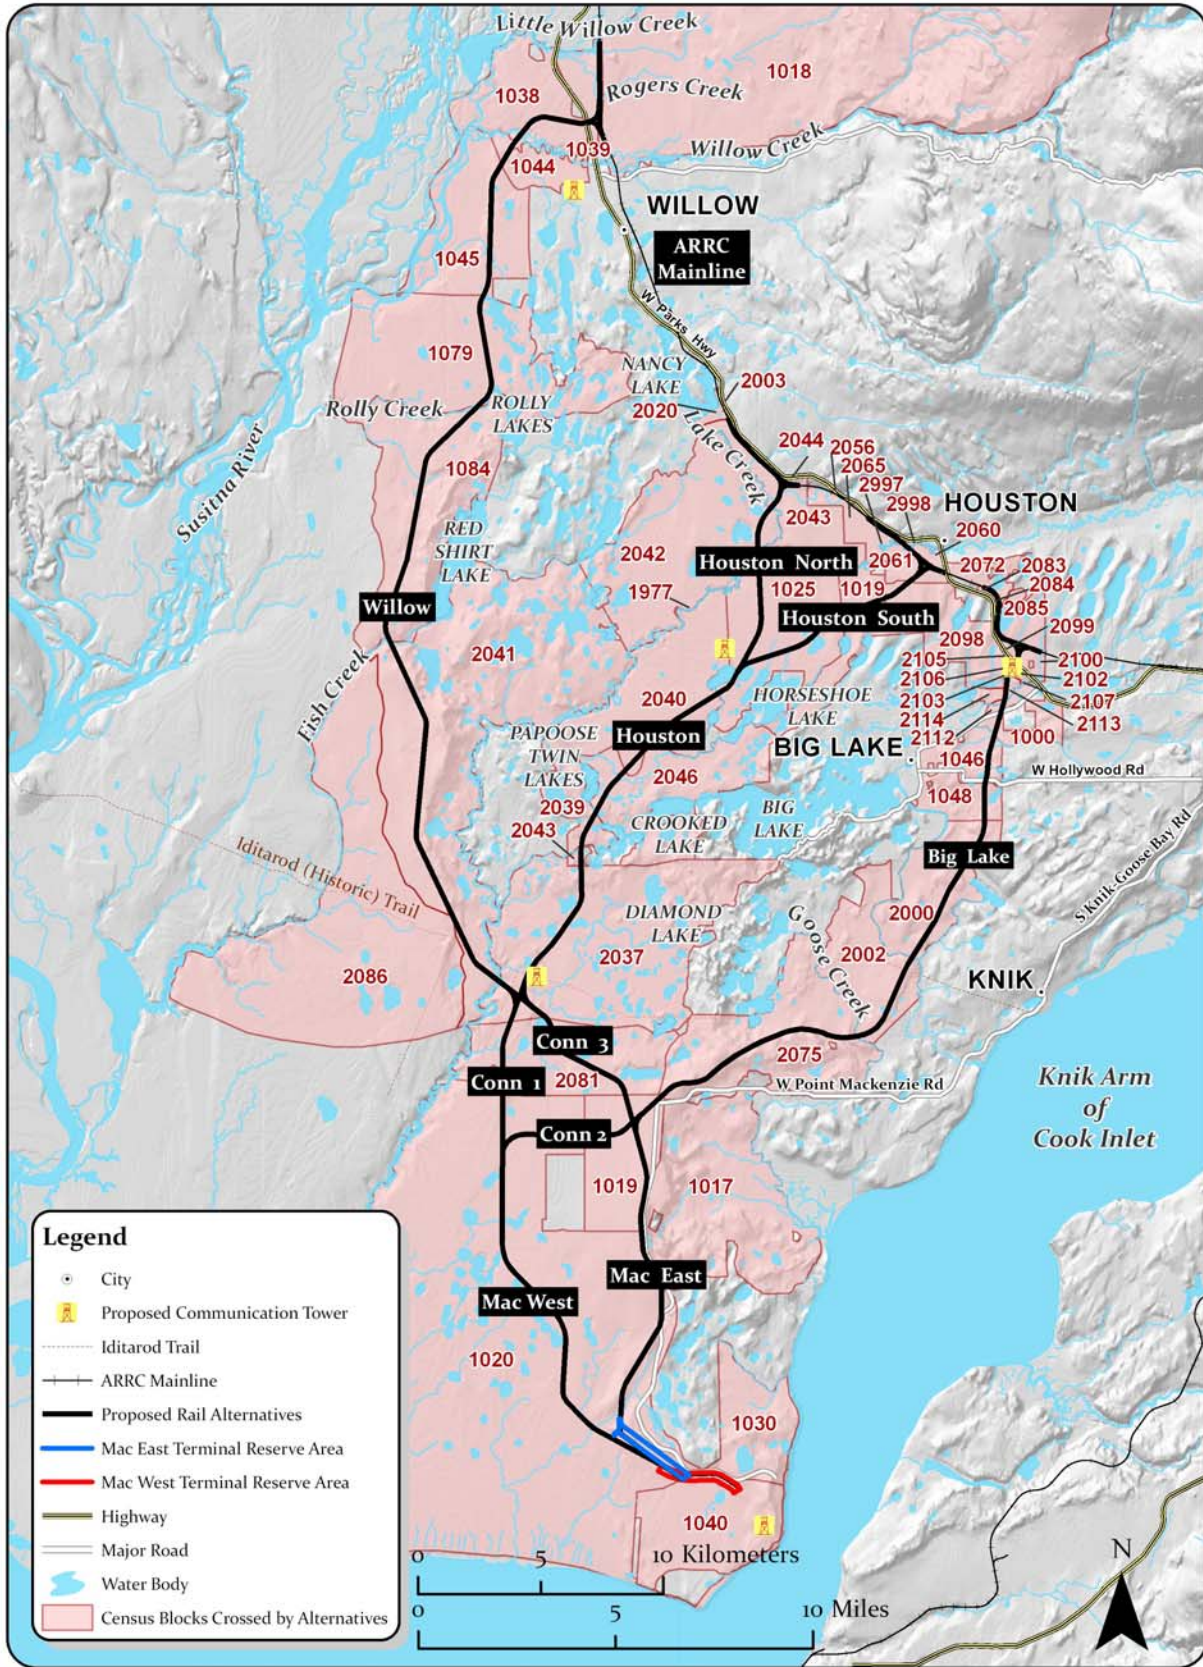 Little Willow Creek
1018
1038
Rogers Creek
1039
Willow Creek
1044
WILLOW
ARRC
Mainline
1045
W Parks Hwy
1079
NANCY
LAKE
2003
Rolly Creek
ROLLY
LAKES
2020
Lake Creek
Susitna River
1084
2044
2056
2065
2997
2998
HOUSTON
2043
2060
RED
SHIRT
LAKE
2042
Houston North
2061
2072
2083
1977
1025
1019
2084
Willow
Houston South
2085
2041
2098
2099
2105
2100
Fish Creek
2106
2102
2040
HORSESHOE
LAKE
2103
2107
Houston
2114
2113
PAPOOSE
TWIN
LAKES
BIG LAKE
2112
1000
2046
1046
W Hollywood Rd
2039
1048
2043
CROOKED
LAKE
BIG
LAKE
Iditarod (Historic) Trail
Big Lake
S Knik-Goose Bay Rd
DIAMOND
LAKE
Goose Creek
2000
2037
2002
2086
KNIK
Conn 3
2075
Conn 1
2081
W Point Mackenzie Rd
Knik Arm
of
Cook Inlet
Conn 2
1019
1017
Mac East
Mac West
1020
1030
1040
Legend
City
Proposed Communication Tower
Iditarod Trail
ARRC Mainline
Proposed Rail Alternatives
Mac East Terminal Reserve Area
Mac West Terminal Reserve Area
Highway
Major Road
Water Body
Census Blocks Crossed by Alternatives
0 5 10 Kilometers
0 5 10 Miles
N